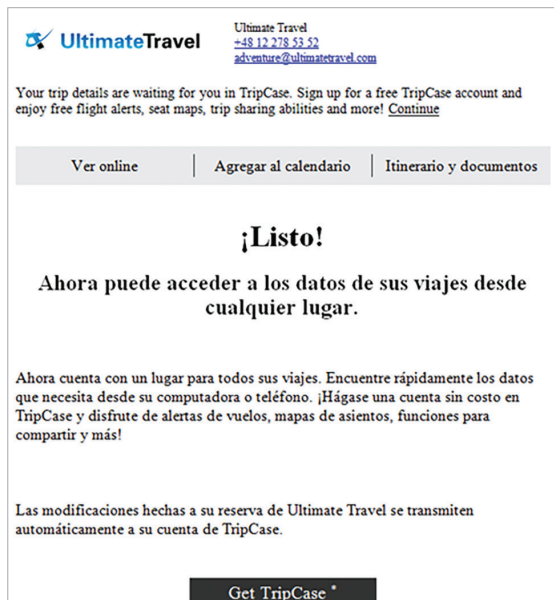 UltimateTravel
Ultimate Travel
+48 12 278 53 52
adventure@ultimatetravel.com
Your trip details are waiting for you in TripCase. Sign up for a free TripCase account and
enjoy free flight alerts, seat maps, trip sharing abilities and more! Continue
Ver online | Agregar al calendario | Itinerario y documentos
¡Listo!
Ahora puede acceder a los datos de sus viajes desde
cualquier lugar.
Ahora cuenta con un lugar para todos sus viajes. Encuentre rápidamente los datos
que necesita desde su computadora o teléfono. ¡Hágase una cuenta sin costo en
TripCase y disfrute de alertas de vuelos, mapas de asientos, funciones para
compartir y más!
Las modificaciones hechas a su reserva de Ultimate Travel se transmiten
automáticamente a su cuenta de TripCase.
Get TripCase *